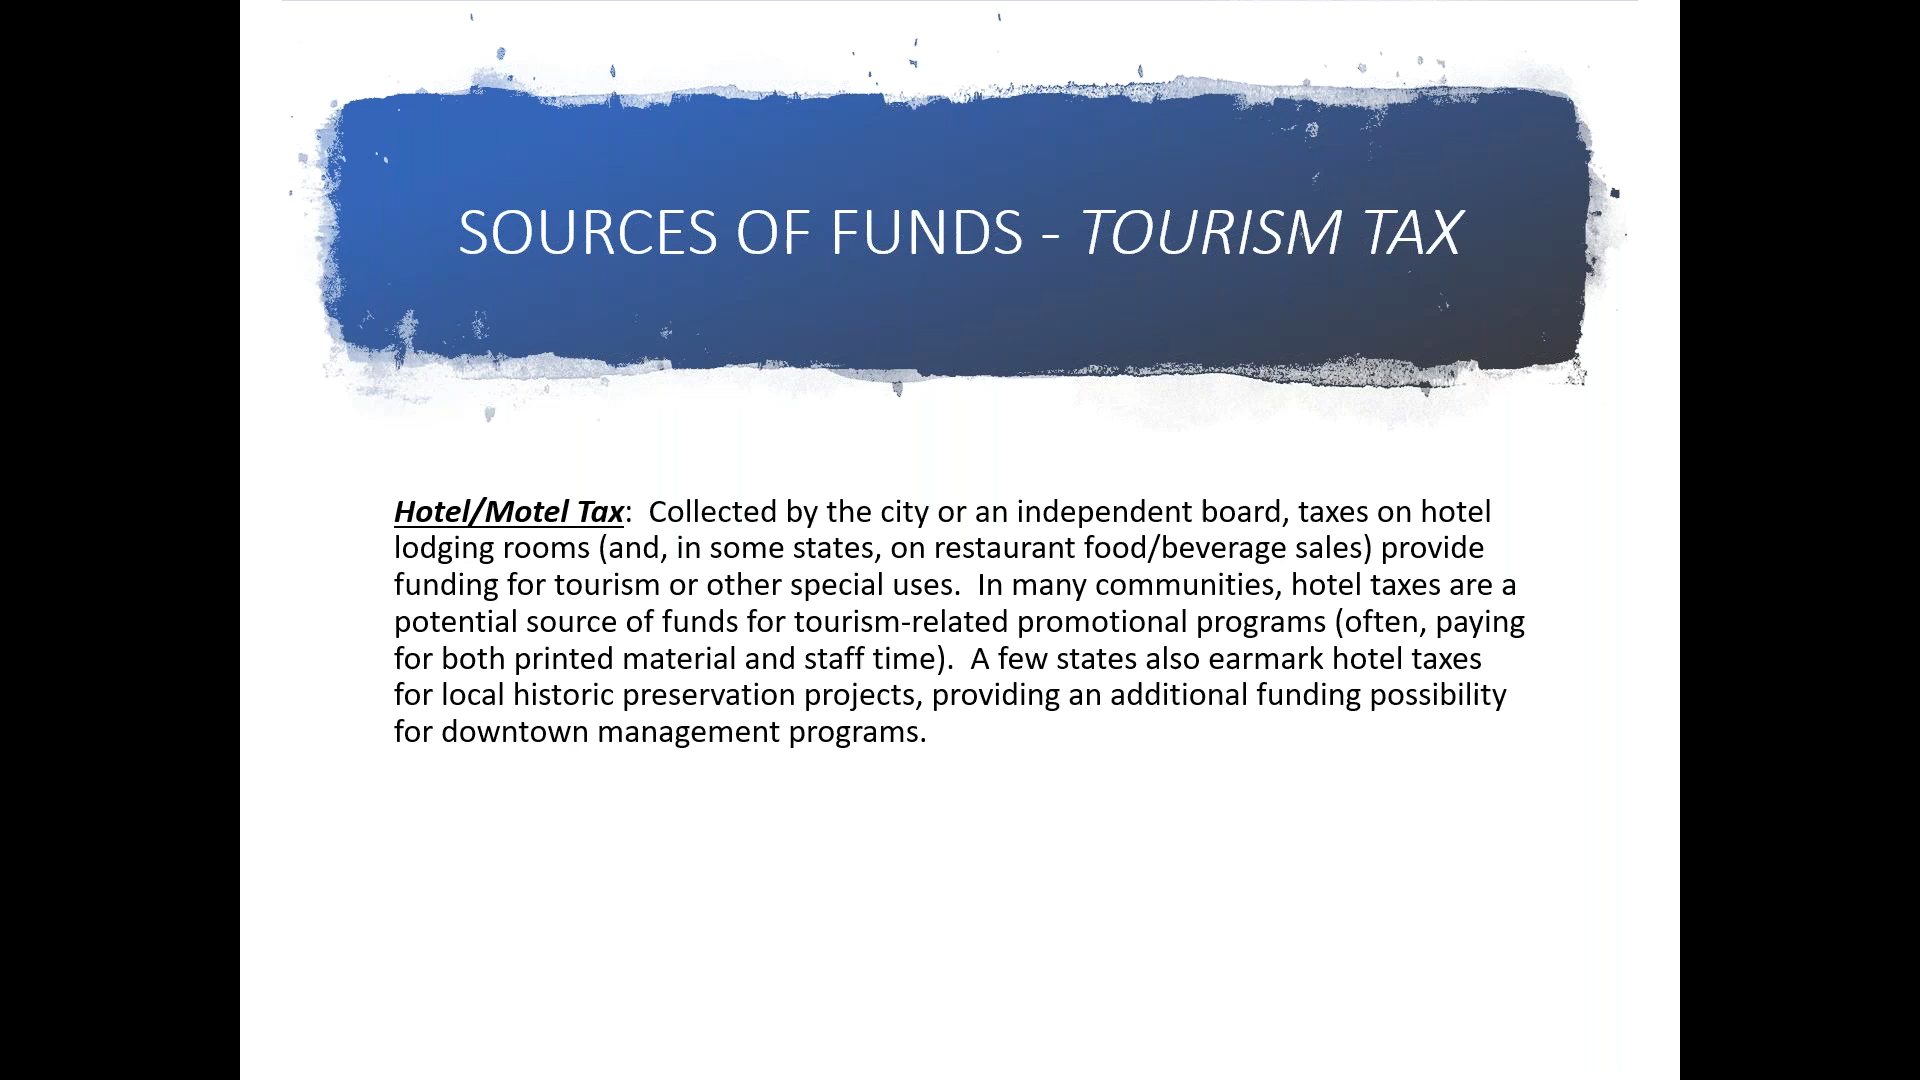 SOURCES OF FUNDS - TOURISM TAX
Hotel/Motel Tax:  Collected by the city or an independent board, taxes on hotel
lodging rooms (and, in some states, on restaurant food/beverage sales) provide
funding for tourism or other special uses.  In many communities, hotel taxes are a
potential source of funds for tourism-related promotional programs (often, paying
for both printed material and staff time).  A few states also earmark hotel taxes
for local historic preservation projects, providing an additional funding possibility
for downtown management programs.